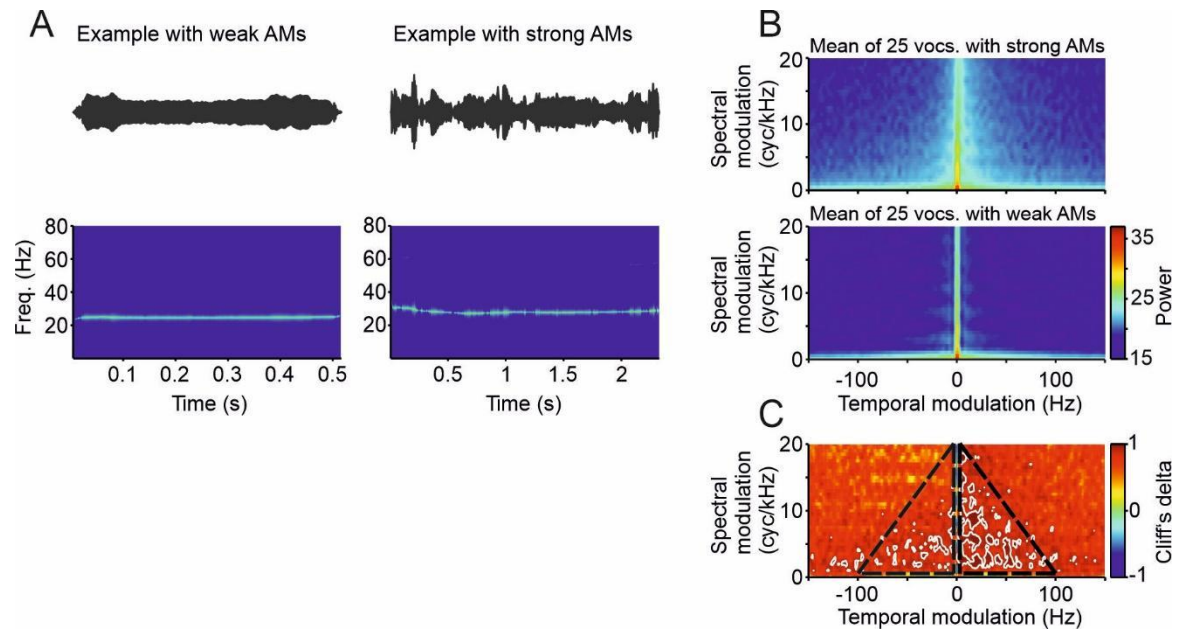 A
Example with weak AMs
Example with strong AMs
Freq. (Hz)
80
60
40
20
0.1 0.2 0.3 0.4 0.5
Time (s)
80
60
40
20
0.5 1 1.5 2
Time (s)
B
Mean of 25 vocs. with strong AMs
Spectral
modulation
(cyc/kHz)
20
10
0
Mean of 25 vocs. with weak AMs
Spectral
modulation
(cyc/kHz)
20
10
0
-100 0 100
Temporal modulation (Hz)
35
25
15
Power
C
Spectral
modulation
(cyc/kHz)
20
10
0
-100 0 100
Temporal modulation (Hz)
1
0
-1
Cliff's delta